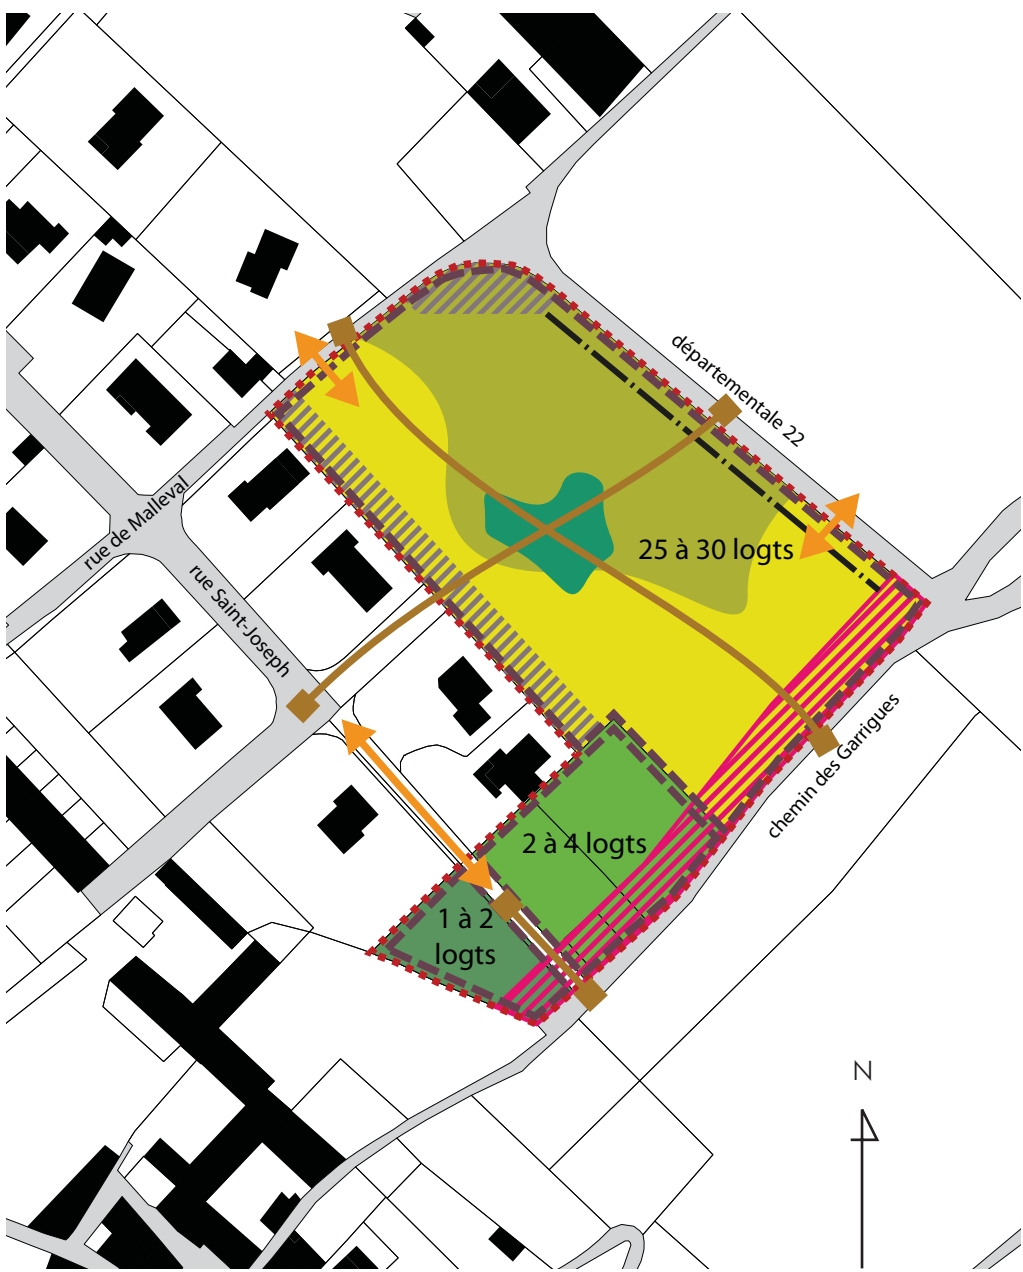 départementale 22
rue de Malleval
25 à 30 logts
rue Saint-Joseph
chemin des Garrigues
2 à 4 logts
1 à 2
logts
N